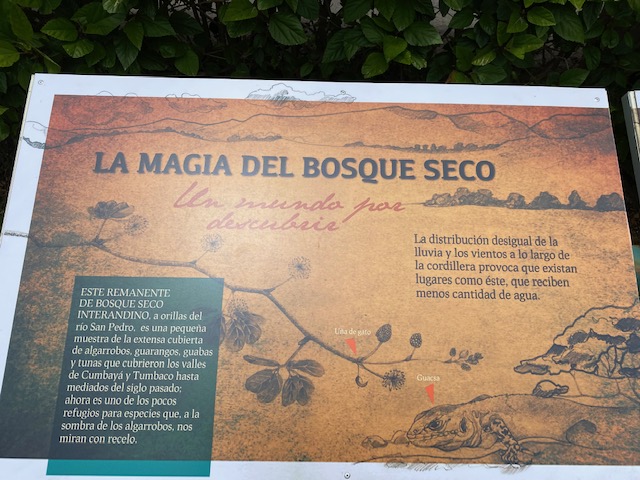 LA MAGIA DEL BOSQUE SECO
Un mundo por
descubrir
La distribución desigual de la
lluvia y los vientos a lo largo de
la cordillera provoca que existan
lugares como éste, que reciben
menos cantidad de agua.
ESTE REMANENTE
DE BOSQUE SECO
INTERANDINO, a orillas del
río San Pedro, es una pequeña
muestra de la extensa cubierta
de algarrobos, guarangos, guabas
y tunas que cubrieron los valles
de Cumbayá y Tumbaco hasta
mediados del siglo pasado;
ahora es uno de los pocos
refugios para especies que, a la
sombra de los algarrobos, nos
miran con recelo.
Uña de gato
Guacsa